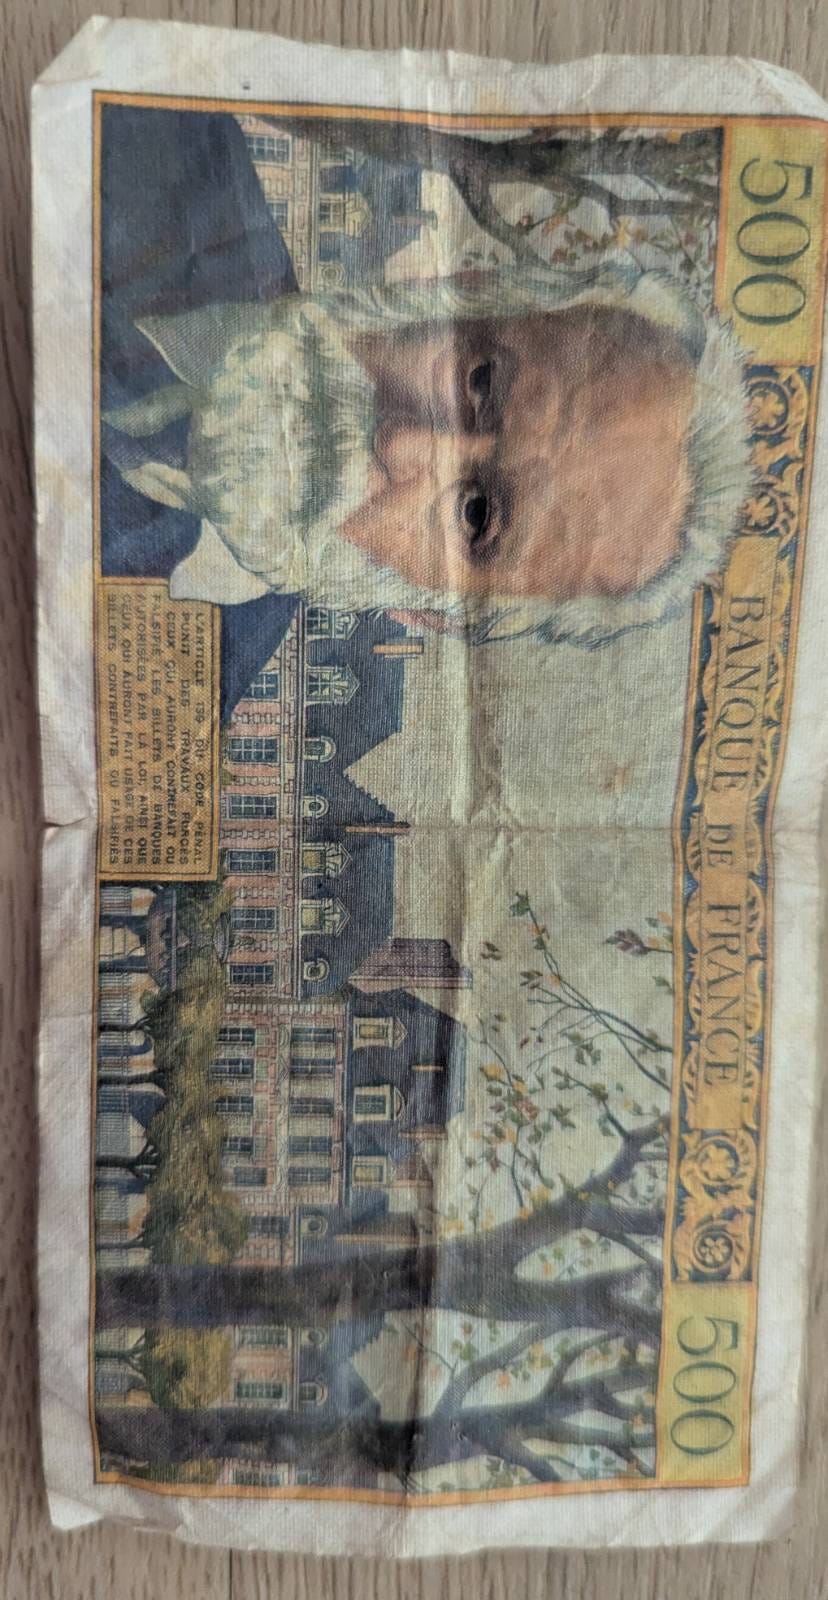 500
BANQUE DE FRANCE
500
L'ARTICLE 139 DU CODE PÉNAL
PUNIT DES TRAVAUX FORCÉS
CEUX QUI AURONT CONTREFAIT OU
FALSIFIÉ LES BILLETS DE BANQUES
AUTORISÉES PAR LA LOI, AINSI QUE
CEUX QUI AURONT FAIT USAGE DE CES
BILLETS CONTREFAITS OU FALSIFIÉS